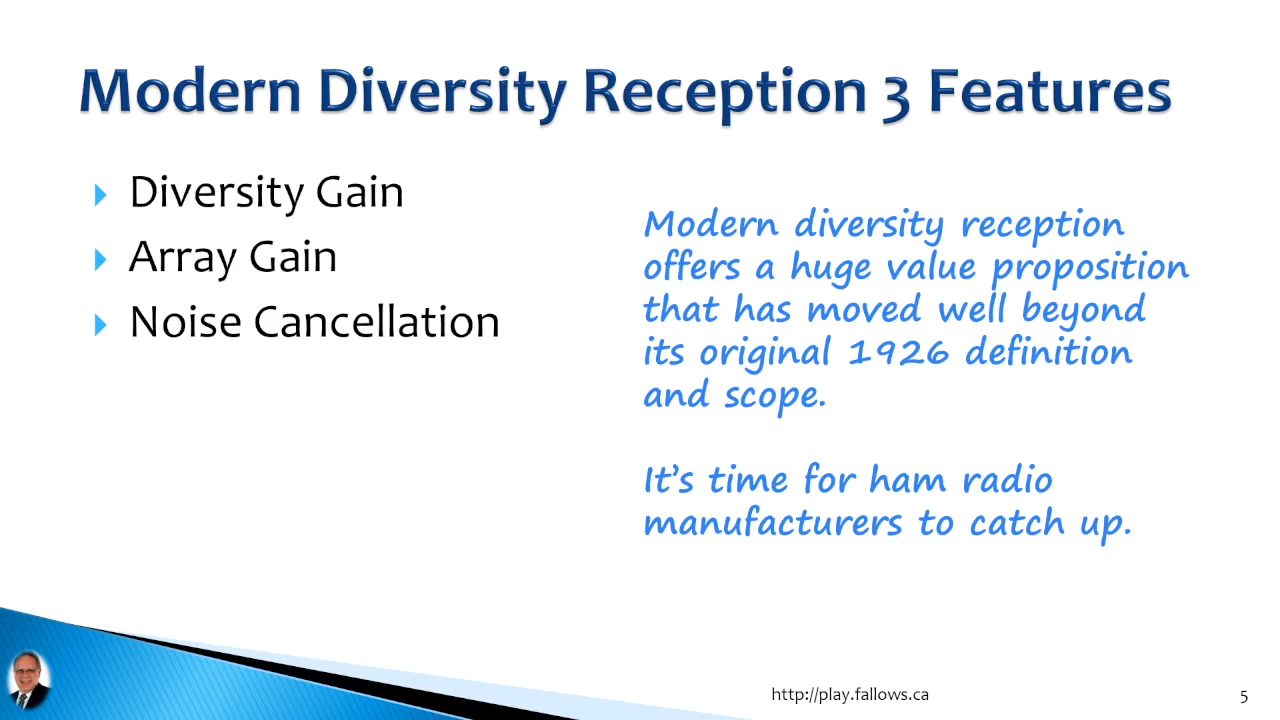 Modern Diversity Reception 3 Features
Diversity Gain
Array Gain
Noise Cancellation
Modern diversity reception
offers a huge value proposition
that has moved well beyond
its original 1926 definition
and scope.
It's time for ham radio
manufacturers to catch up.
http://play.fallows.ca
5